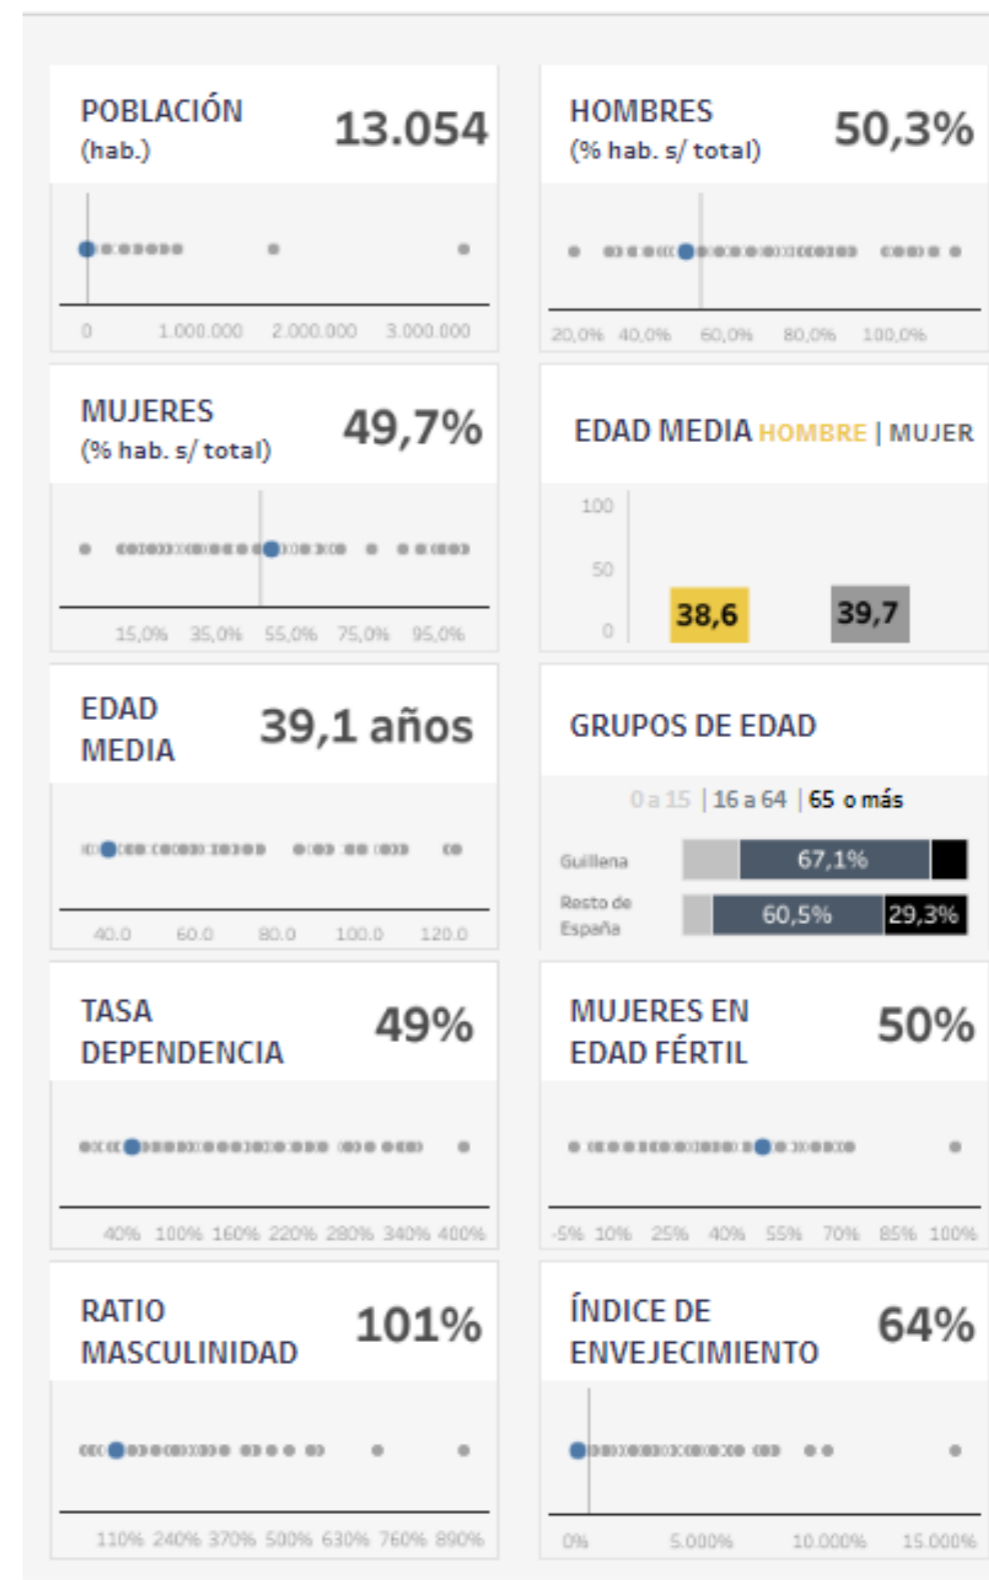 POBLACIÓN
(hab.)
13.054
0 1.000.000 2.000.000 3.000.000
HOMBRES
(% hab. s/ total)
50,3%
20,0% 40,0% 60,0% 80,0% 100,0%
MUJERES
(% hab. s/ total)
49,7%
15,0% 35,0% 55,0% 75,0% 95,0%
EDAD MEDIA HOMBRE | MUJER
100
50
0
38,6
39,7
EDAD
MEDIA
39,1 años
40.0 60.0 80.0 100.0 120.0
GRUPOS DE EDAD
0 a 15 | 16 a 64 | 65 o más
Guillena
67,1%
Resto de
España
60,5% 29,3%
TASA
DEPENDENCIA
49%
40% 100% 160% 220% 280% 340% 400%
MUJERES EN
EDAD FÉRTIL
50%
-5% 10% 25% 40% 55% 70% 85% 100%
RATIO
MASCULINIDAD
101%
110% 240% 370% 500% 630% 760% 890%
ÍNDICE DE
ENVEJECIMIENTO
64%
0% 5.000% 10.000% 15.000%